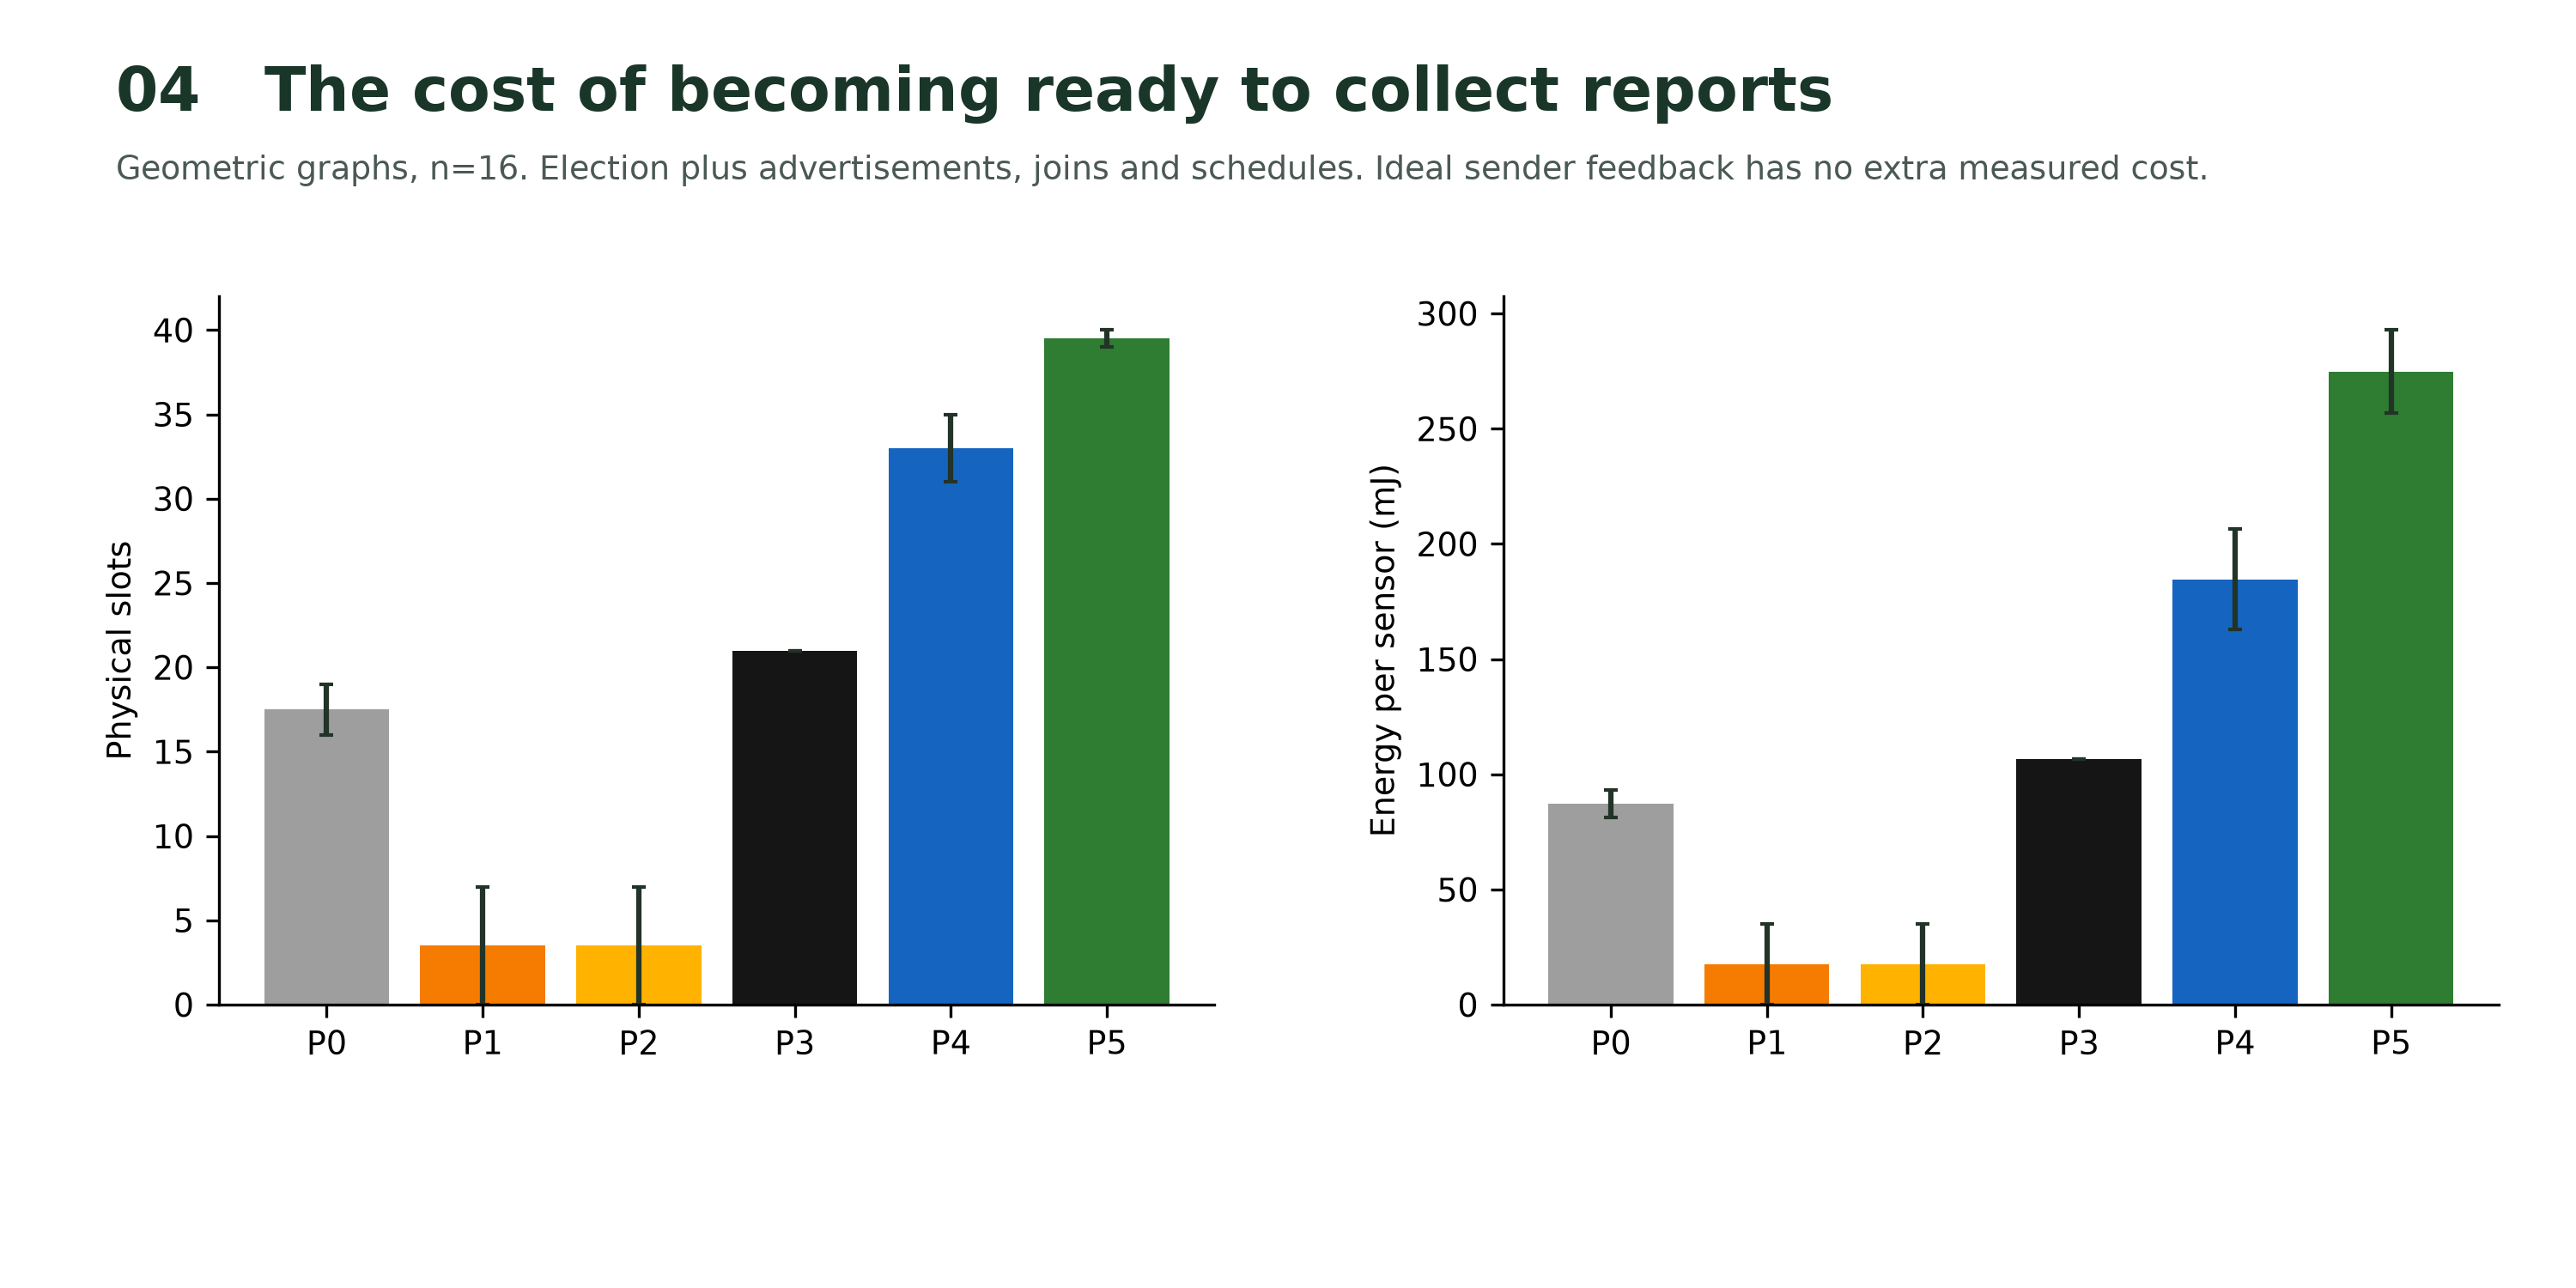 04 The cost of becoming ready to collect reports
Geometric graphs, n=16. Election plus advertisements, joins and schedules. Ideal sender feedback has no extra measured cost.
Physical slots
40
35
30
25
20
15
10
5
0
P0 P1 P2 P3 P4 P5
Energy per sensor (mJ)
300
250
200
150
100
50
0
P0 P1 P2 P3 P4 P5